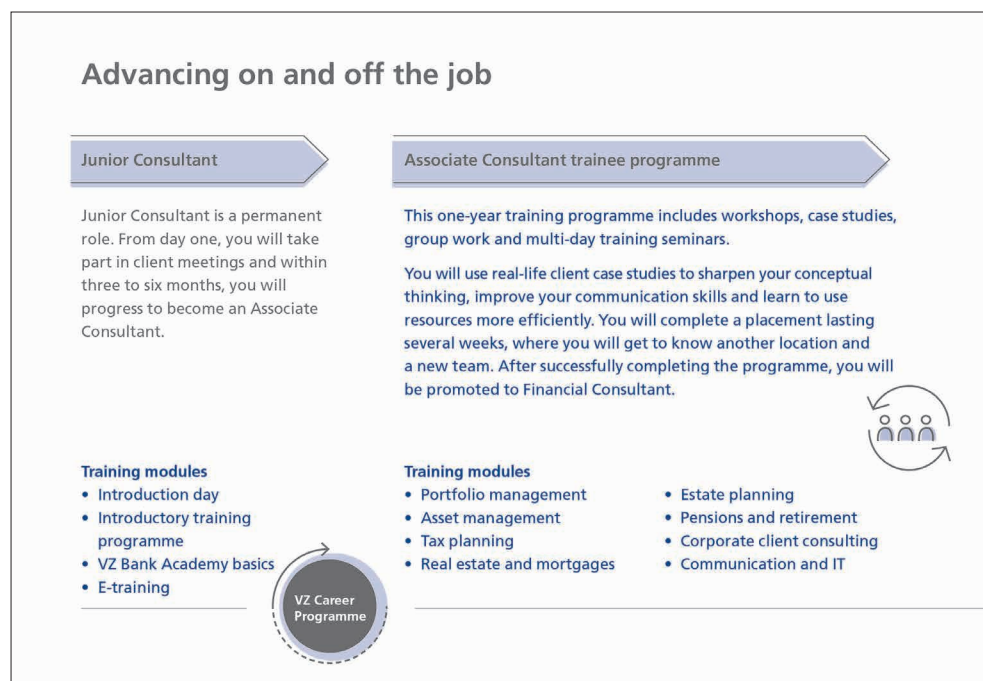 Advancing on and off the job
Junior Consultant
Junior Consultant is a permanent
role. From day one, you will take
part in client meetings and within
three to six months, you will
progress to become an Associate
Consultant.
Training modules
• Introduction day
• Introductory training
programme
• VZ Bank Academy basics
• E-training
Associate Consultant trainee programme
This one-year training programme includes workshops, case studies,
group work and multi-day training seminars.
You will use real-life client case studies to sharpen your conceptual
thinking, improve your communication skills and learn to use
resources more efficiently. You will complete a placement lasting
several weeks, where you will get to know another location and
a new team. After successfully completing the programme, you will
be promoted to Financial Consultant.
Training modules
• Portfolio management
• Asset management
• Tax planning
• Real estate and mortgages
• Estate planning
• Pensions and retirement
• Corporate client consulting
• Communication and IT
VZ Career
Programme